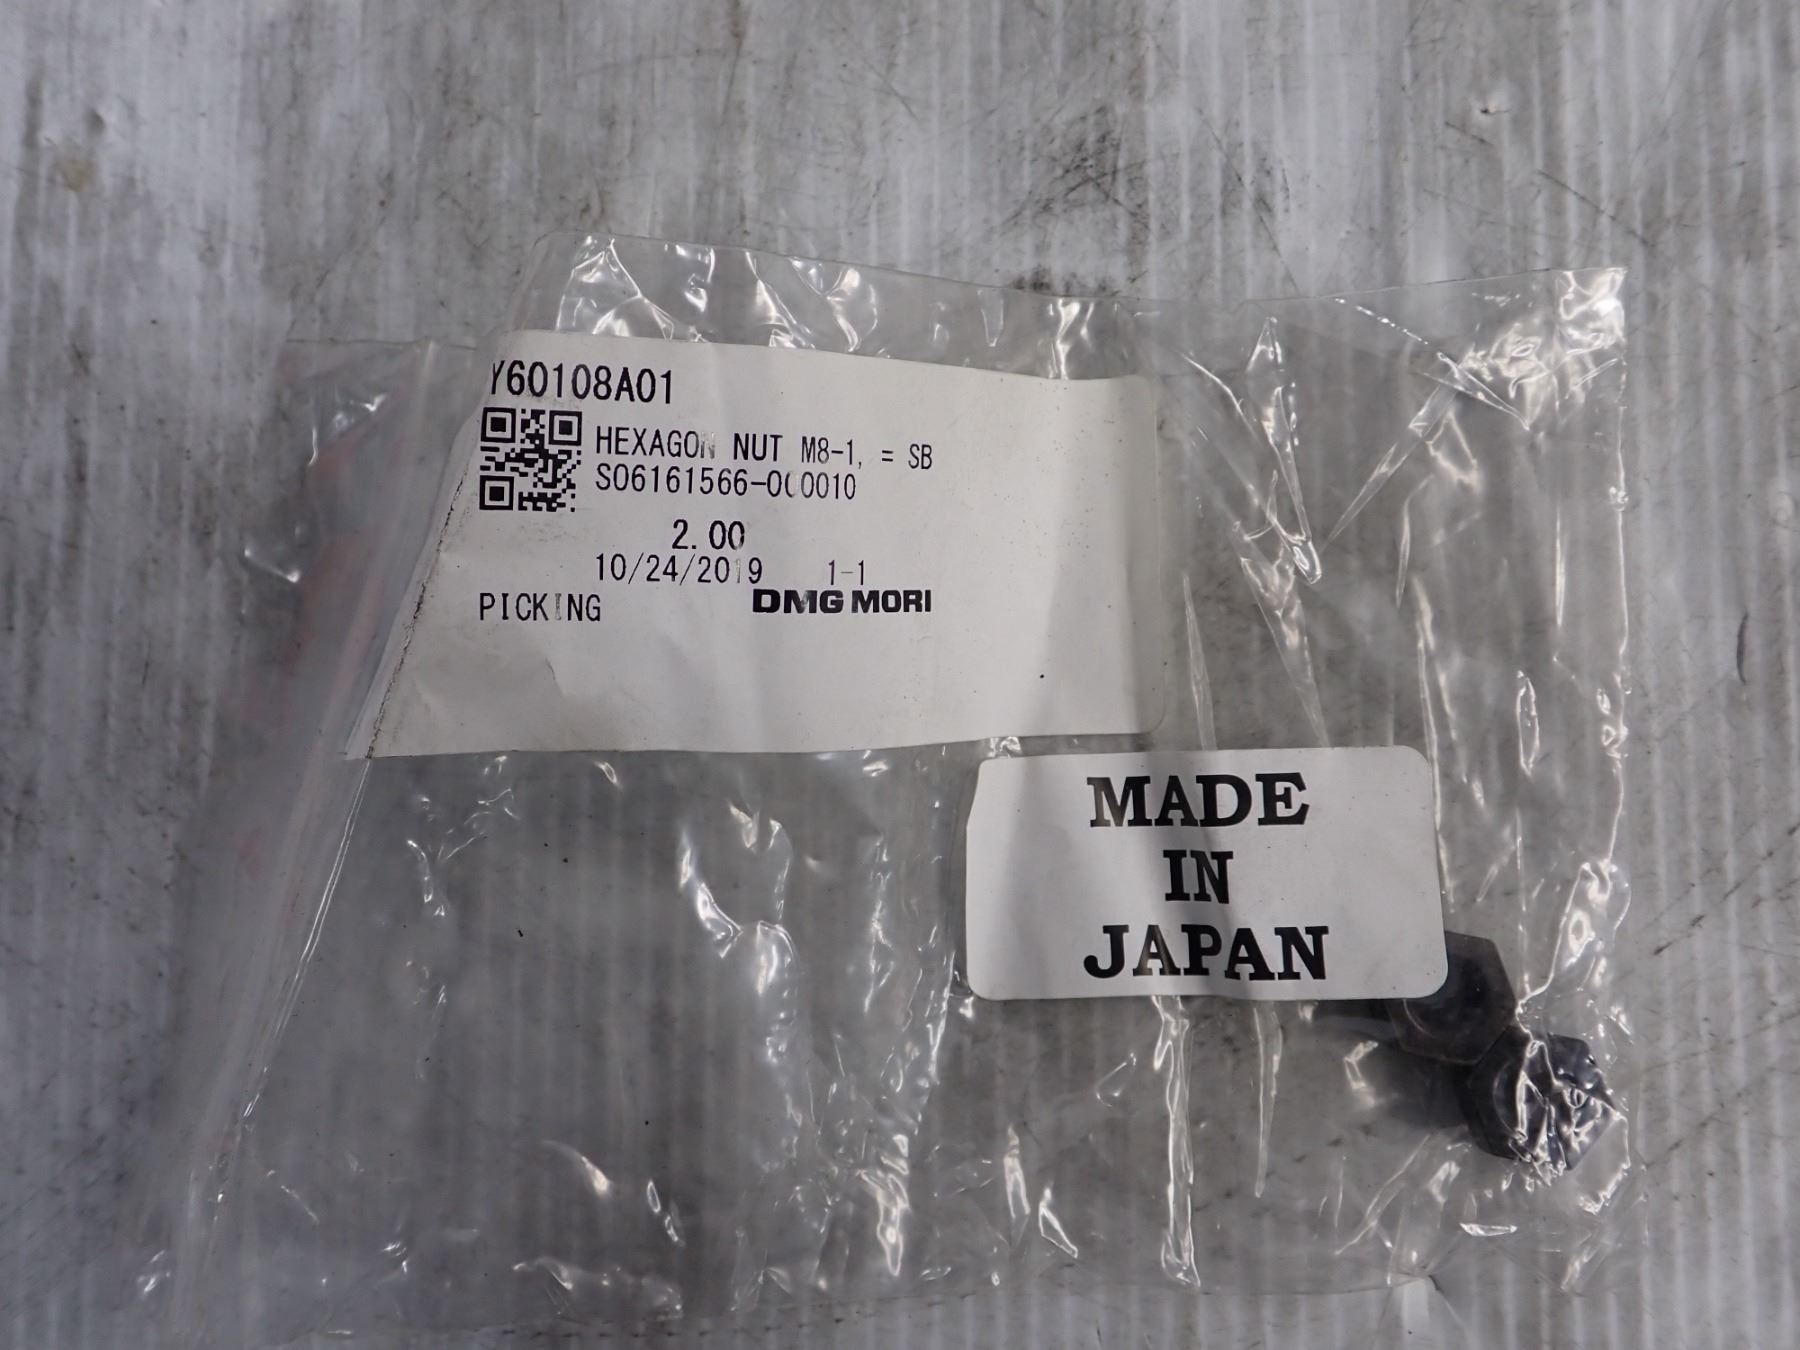 Y60108A01
HEXAGON NUT M8-1, = SB
S06161566-000010
2.00
10/24/2019 1-1
PICKING DMG MORI
MADE
IN
JAPAN